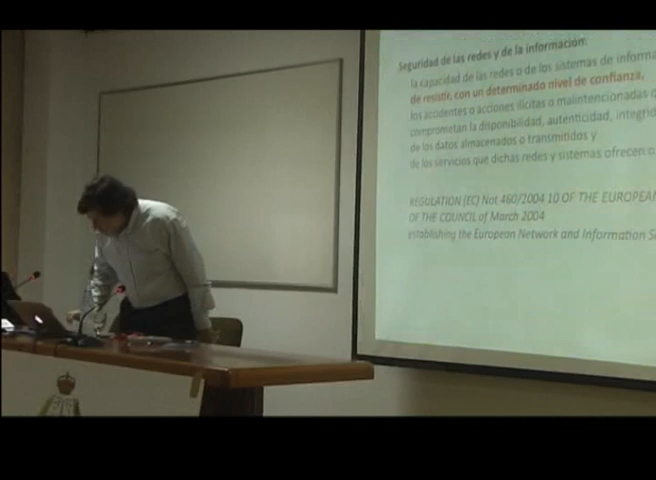 Seguridad de las redes y de la información:
la capacidad de las redes o de los sistemas de informa
de resistir, con un determinado nivel de confianza,
los accidentes o acciones ilícitas o malintencionadas q
comprometan la disponibilidad, autenticidad, integrid
de los datos almacenados o transmitidos y
de los servicios que dichas redes y sistemas ofrecen o
REGULATION (EC) No 460/2004 10 OF THE EUROPEAN
OF THE COUNCIL of March 2004
establishing the European Network and Information S